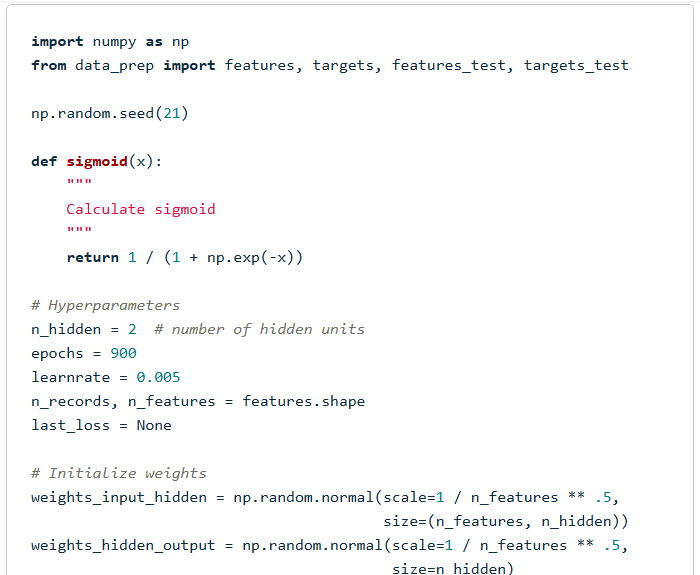 import numpy as np
from data_prep import features, targets, features_test, targets_test
np.random.seed(21)
def sigmoid(x):
"""
Calculate sigmoid
"""
return 1 / (1 + np.exp(-x))
# Hyperparameters
n_hidden = 2  # number of hidden units
epochs = 900
learnrate = 0.005
n_records, n_features = features.shape
last_loss = None
# Initialize weights
weights_input_hidden = np.random.normal(scale=1 / n_features ** .5,
size=(n_features, n_hidden))
weights_hidden_output = np.random.normal(scale=1 / n_features ** .5,
size=n_hidden)